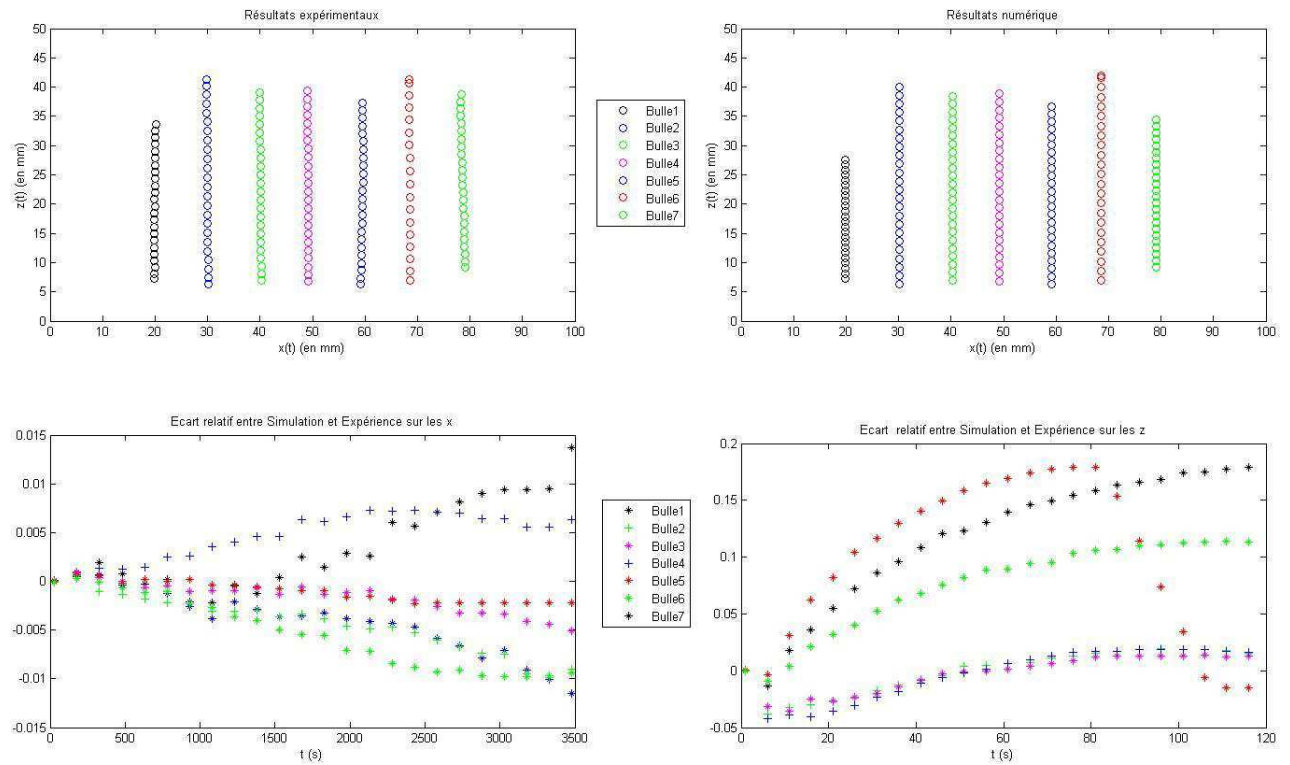 Résultats expérimentaux
50
45
40
35
30
25
20
15
10
5
0
z(t) (en mm)
0 10 20 30 40 50 60 70 80 90 100
x(t) (en mm)
Bulle1
Bulle2
Bulle3
Bulle4
Bulle5
Bulle6
Bulle7
Résultats numérique
50
45
40
35
30
25
20
15
10
5
0
z(t) (en mm)
0 10 20 30 40 50 60 70 80 90 100
x(t) (en mm)
Ecart relatif entre Simulation et Expérience sur les x
0.015
0.01
0.005
0
-0.005
-0.01
-0.015
0 500 1000 1500 2000 2500 3000 3500
t (s)
Bulle1
Bulle2
Bulle3
Bulle4
Bulle5
Bulle6
Bulle7
Ecart relatif entre Simulation et Expérience sur les z
0.2
0.15
0.1
0.05
0
-0.05
0 20 40 60 80 100 120
t (s)